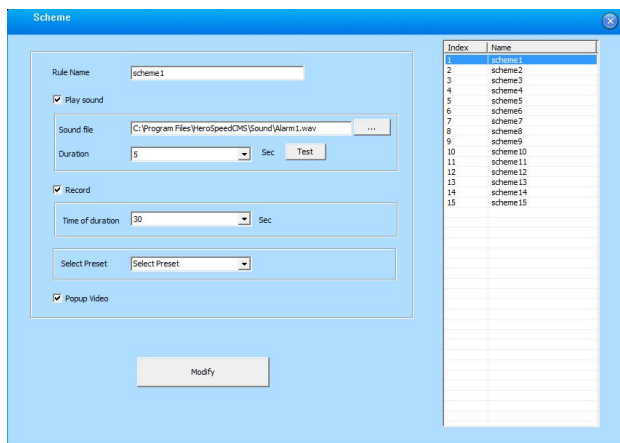 Scheme
Rule Name scheme1
Play sound
Sound file C:\Program Files\HeroSpeedCMS\Sound\Alarm1.wav ...
Duration 5 Sec Test
Record
Time of duration 30 Sec
Select Preset Select Preset
Popup Video
Modify
Index Name
1 scheme1
2 scheme2
3 scheme3
4 scheme4
5 scheme5
6 scheme6
7 scheme7
8 scheme8
9 scheme9
10 scheme10
11 scheme11
12 scheme12
13 scheme13
14 scheme14
15 scheme15